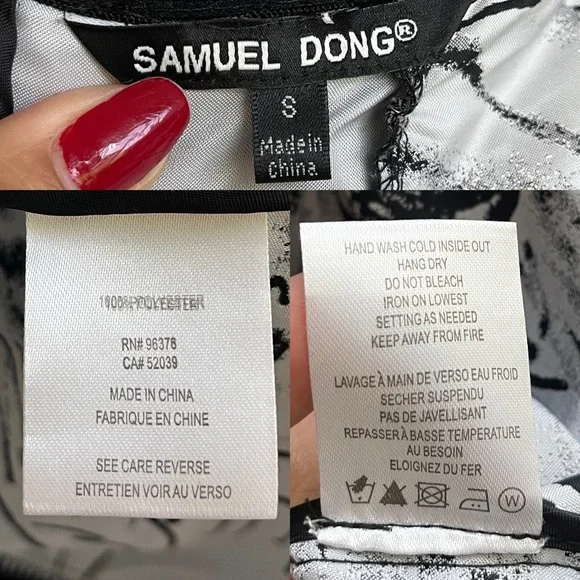 SAMUEL DONG®
S
Made in
China
100% POLYESTER
RN# 96376
CA# 52039
MADE IN CHINA
FABRIQUE EN CHINE
SEE CARE REVERSE
ENTRETIEN VOIR AU VERSO
HAND WASH COLD INSIDE OUT
HANG DRY
DO NOT BLEACH
IRON ON LOWEST
SETTING AS NEEDED
KEEP AWAY FROM FIRE
LAVAGE À MAIN DE VERSO EAU FROID
SECHER SUSPENDU
PAS DE JAVELLISANT
REPASSER À BASSE TEMPERATURE
AU BESOIN
ELOIGNEZ DU FER
W